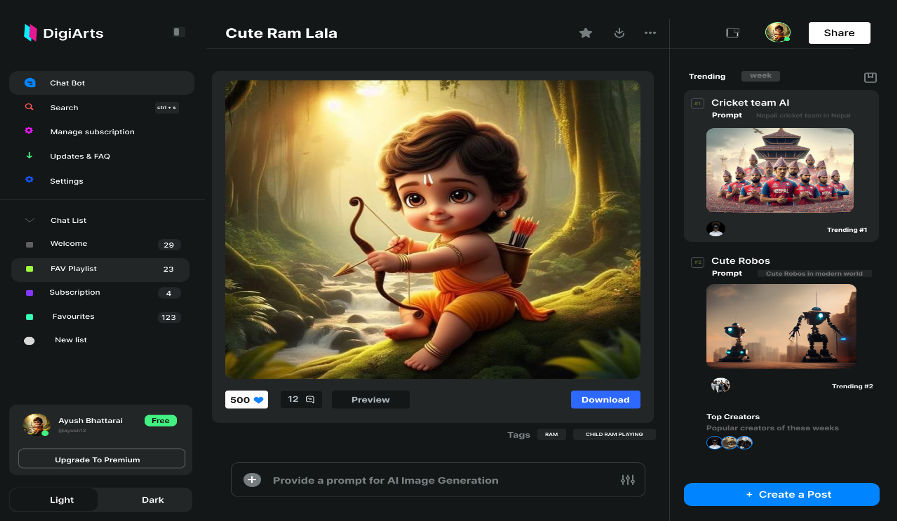 DigiArts
Chat Bot
Search
Ctrl + s
Manage subscription
Updates & FAQ
Settings
Chat List
Welcome 29
FAV Playlist 23
Subscription 4
Favourites 123
New list
Ayush Bhattarai Free
@ayush12
Upgrade To Premium
Light Dark
Cute Ram Lala
500 12 Preview Download
Tags RAM CHILD RAM PLAYING
Provide a prompt for AI Image Generation
Share
Trending week
#1 Cricket team AI
Prompt Nepali cricket team in Nepal
Trending #1
#2 Cute Robos
Prompt Cute Robos in modern world
Trending #2
Top Creators
Popular creators of these weeks
+ Create a Post